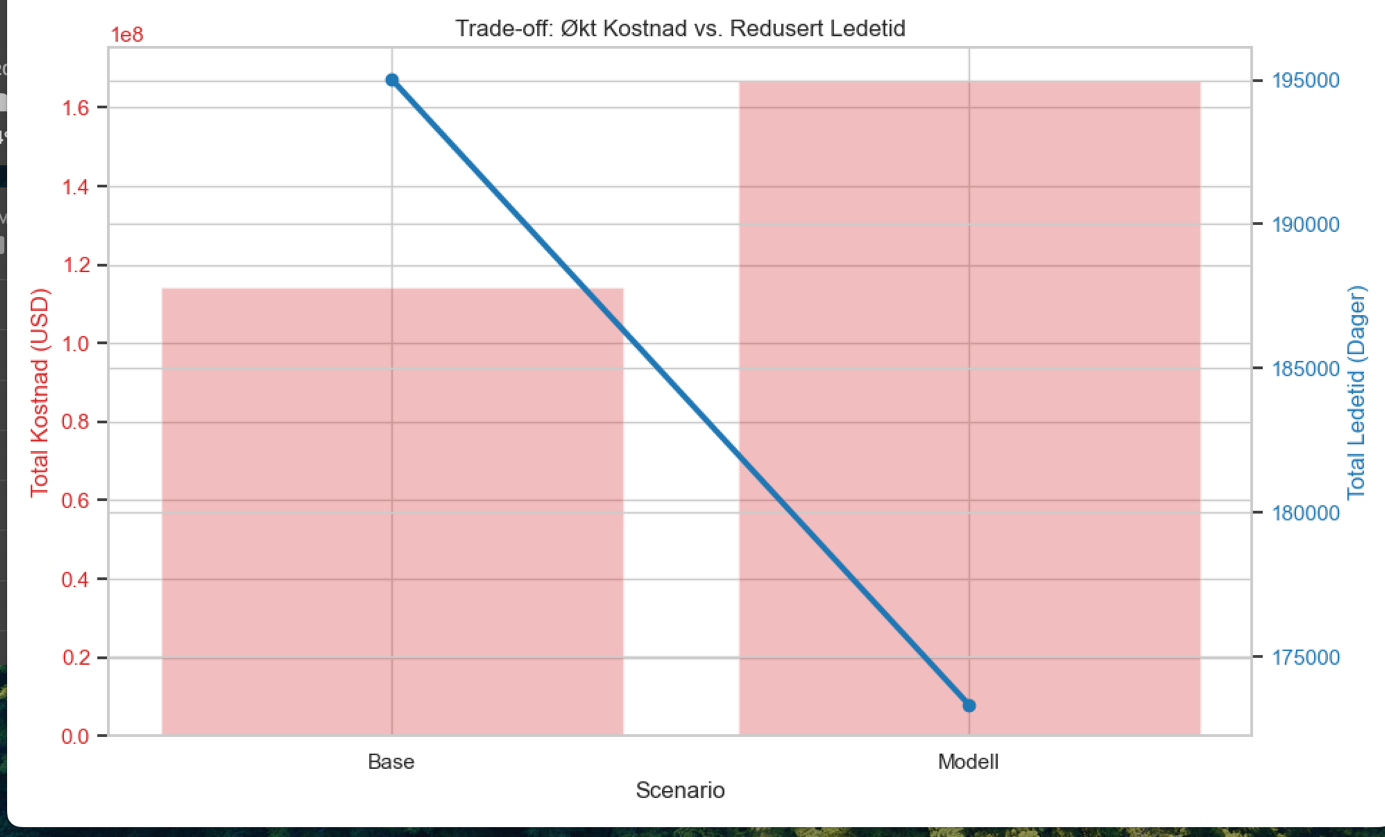 Trade-off: Økt Kostnad vs. Redusert Ledetid
1e8
1.6
1.4
1.2
1.0
0.8
0.6
0.4
0.2
0.0
Total Kostnad (USD)
195000
190000
185000
180000
175000
Total Ledetid (Dager)
Base
Modell
Scenario